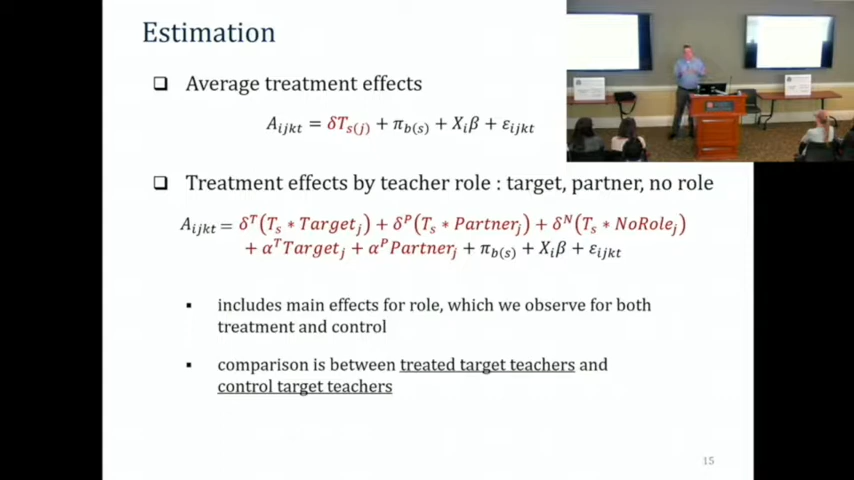 Estimation
❑ Average treatment effects
A_{ijkt} = δT_{s(j)} + π_{b(s)} + X_iβ + ε_{ijkt}
❑ Treatment effects by teacher role : target, partner, no role
A_{ijkt} = δ^T(T_s * Target_j) + δ^P(T_s * Partner_j) + δ^N(T_s * NoRole_j)
+ α^T Target_j + α^P Partner_j + π_{b(s)} + X_iβ + ε_{ijkt}
▪ includes main effects for role, which we observe for both
treatment and control
▪ comparison is between treated target teachers and
control target teachers
15